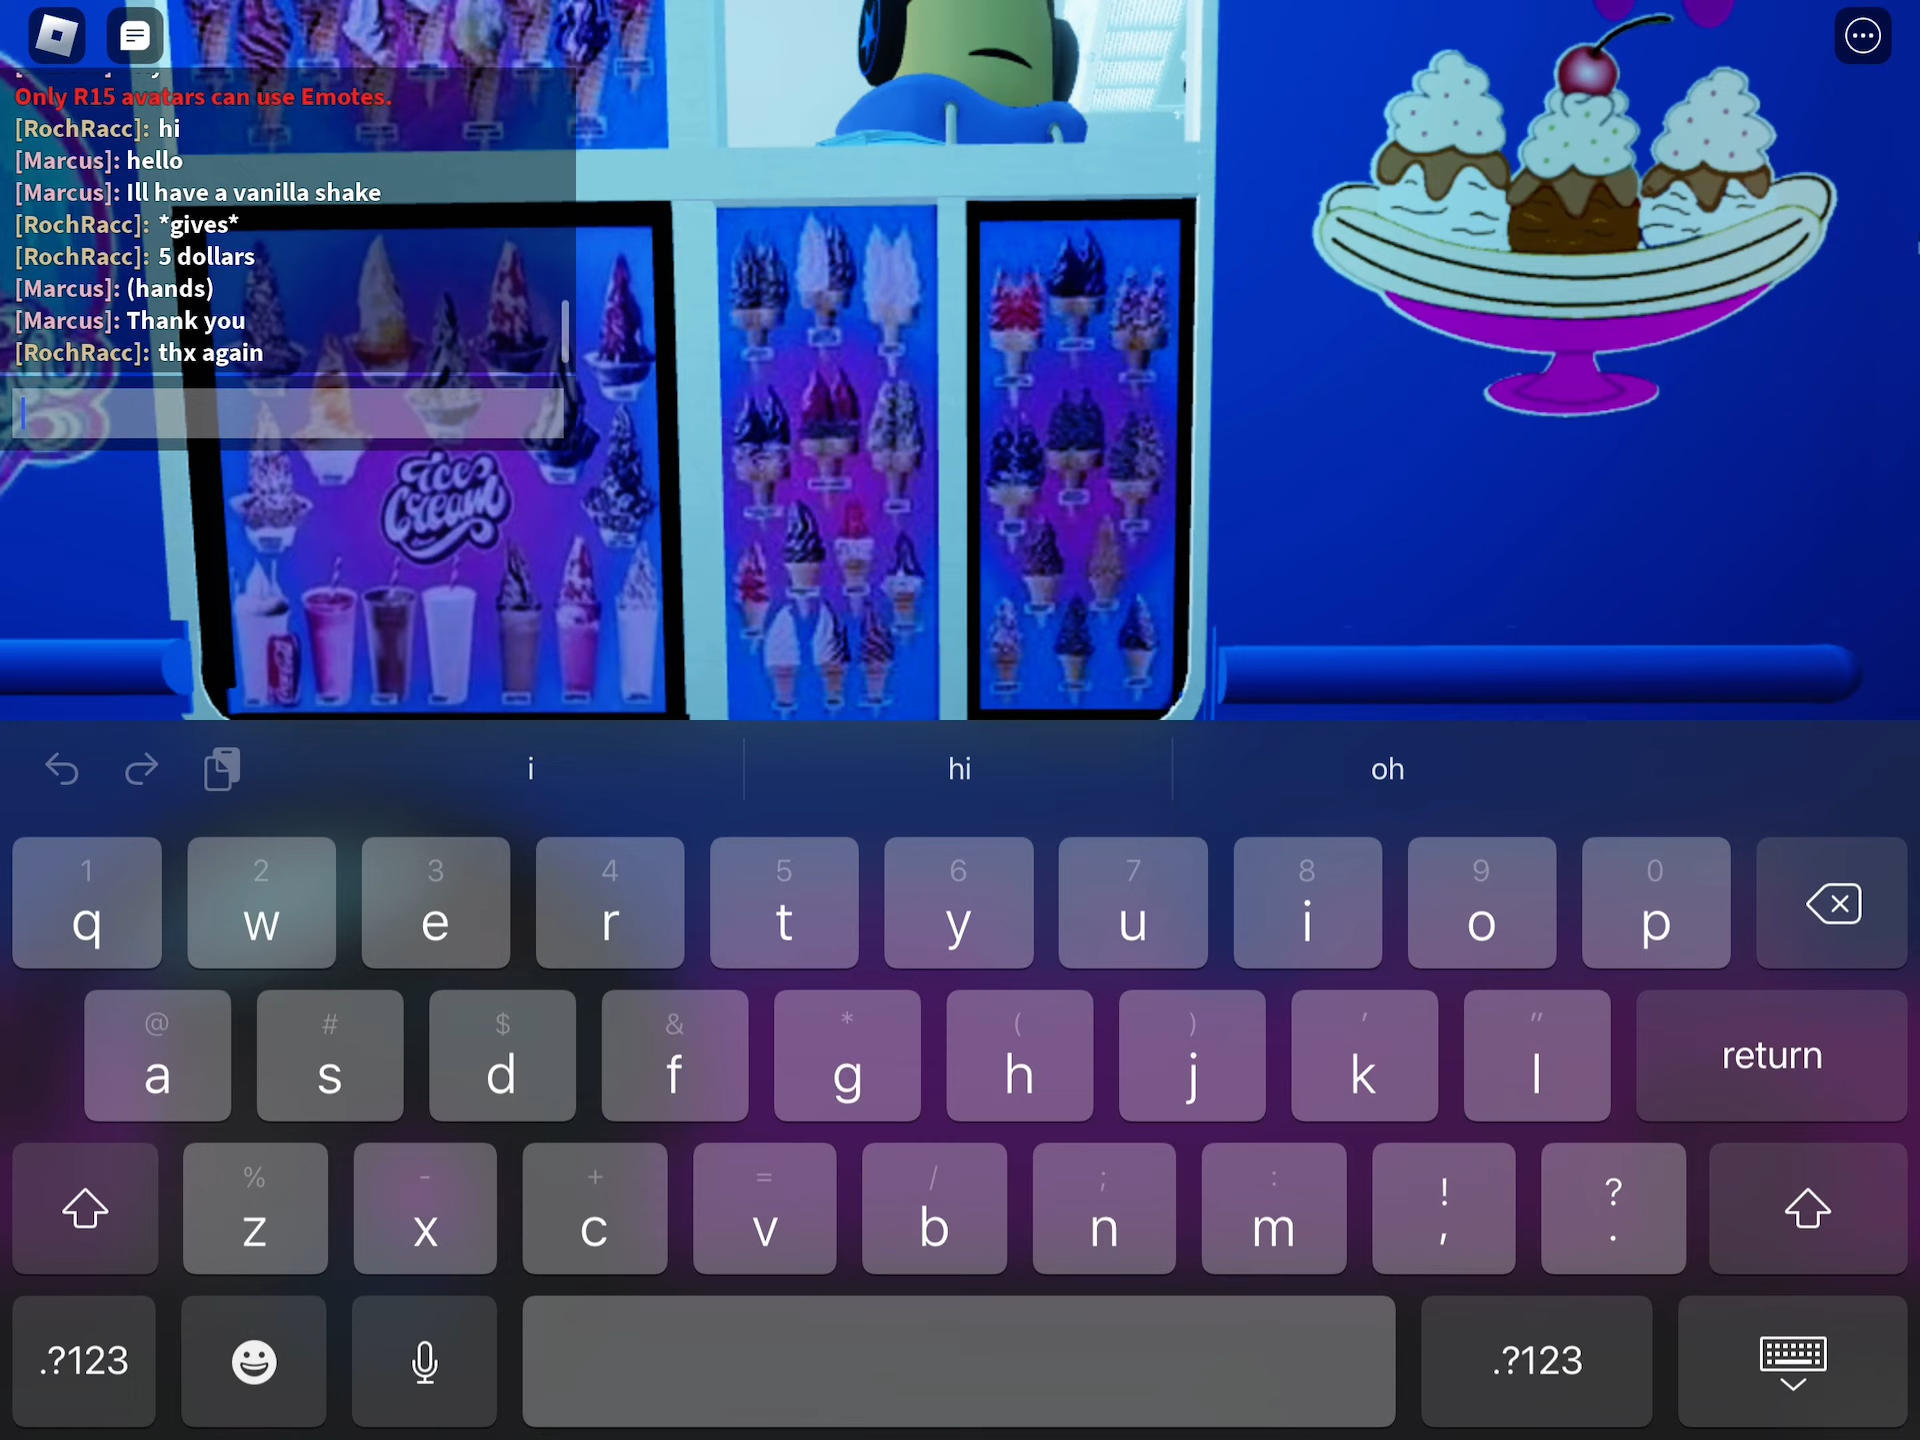 Only R15 avatars can use Emotes.
[RochRacc]: hi
[Marcus]: hello
[Marcus]: Ill have a vanilla shake
[RochRacc]: *gives*
[RochRacc]: 5 dollars
[Marcus]: (hands)
[Marcus]: Thank you
[RochRacc]: thx again
Ice Cream
i hi oh
1 2 3 4 5 6 7 8 9 0
q w e r t y u i o p
@ # $ & * ( ) ' "
a s d f g h j k l return
% - + = / ; : ! ?
z x c v b n m , .
.?123 .?123